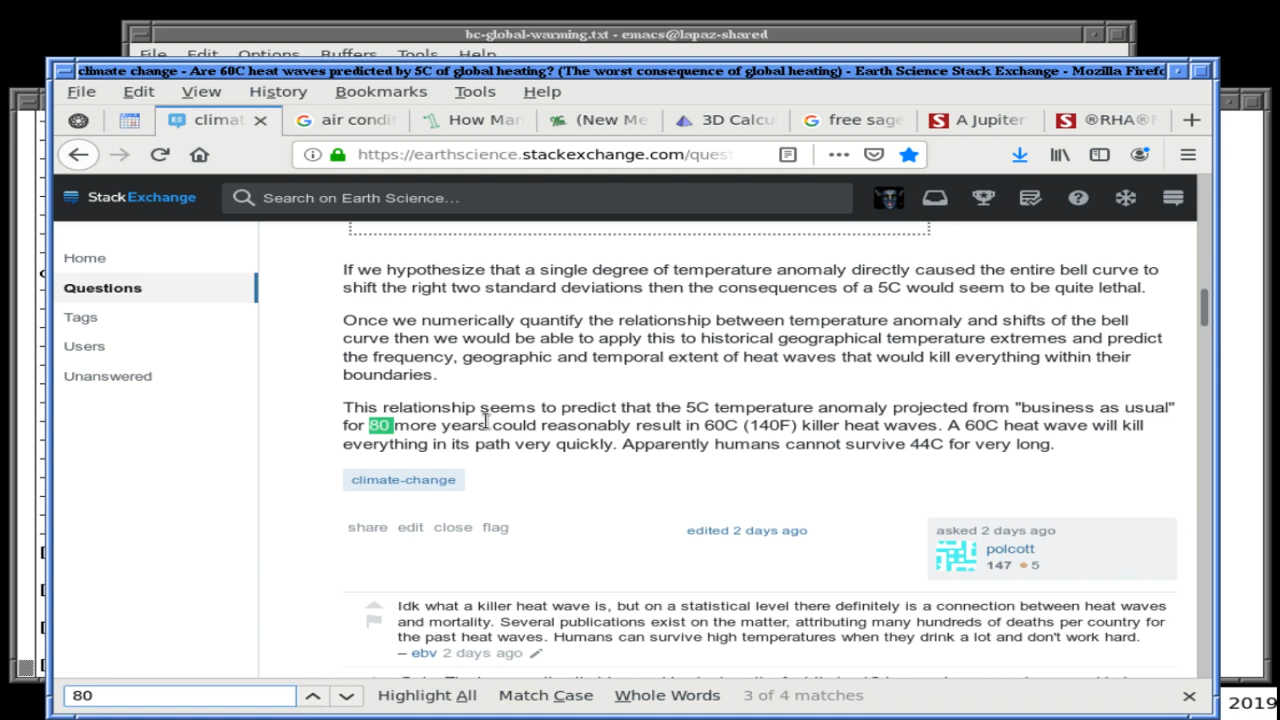 bc-global-warming.txt - emacs@lapaz-shared
File Edit Options Buffers Tools Help
climate change - Are 60C heat waves predicted by 5C of global heating? (The worst consequence of global heating) - Earth Science Stack Exchange - Mozilla Firefo
File Edit View History Bookmarks Tools Help
climat air condi How Mar (New Me 3D Calcu free sage A Jupiter ®RHA®F
https://earthscience.stackexchange.com/quest
StackExchange Search on Earth Science...
Home
Questions
Tags
Users
Unanswered
If we hypothesize that a single degree of temperature anomaly directly caused the entire bell curve to
shift the right two standard deviations then the consequences of a 5C would seem to be quite lethal.
Once we numerically quantify the relationship between temperature anomaly and shifts of the bell
curve then we would be able to apply this to historical geographical temperature extremes and predict
the frequency, geographic and temporal extent of heat waves that would kill everything within their
boundaries.
This relationship seems to predict that the 5C temperature anomaly projected from "business as usual"
for 80 more years could reasonably result in 60C (140F) killer heat waves. A 60C heat wave will kill
everything in its path very quickly. Apparently humans cannot survive 44C for very long.
climate-change
share edit close flag
edited 2 days ago
asked 2 days ago
polcott
147 5
Idk what a killer heat wave is, but on a statistical level there definitely is a connection between heat waves
and mortality. Several publications exist on the matter, attributing many hundreds of deaths per country for
the past heat waves. Humans can survive high temperatures when they drink a lot and don't work hard.
– ebv 2 days ago
80 Highlight All Match Case Whole Words 3 of 4 matches
2019